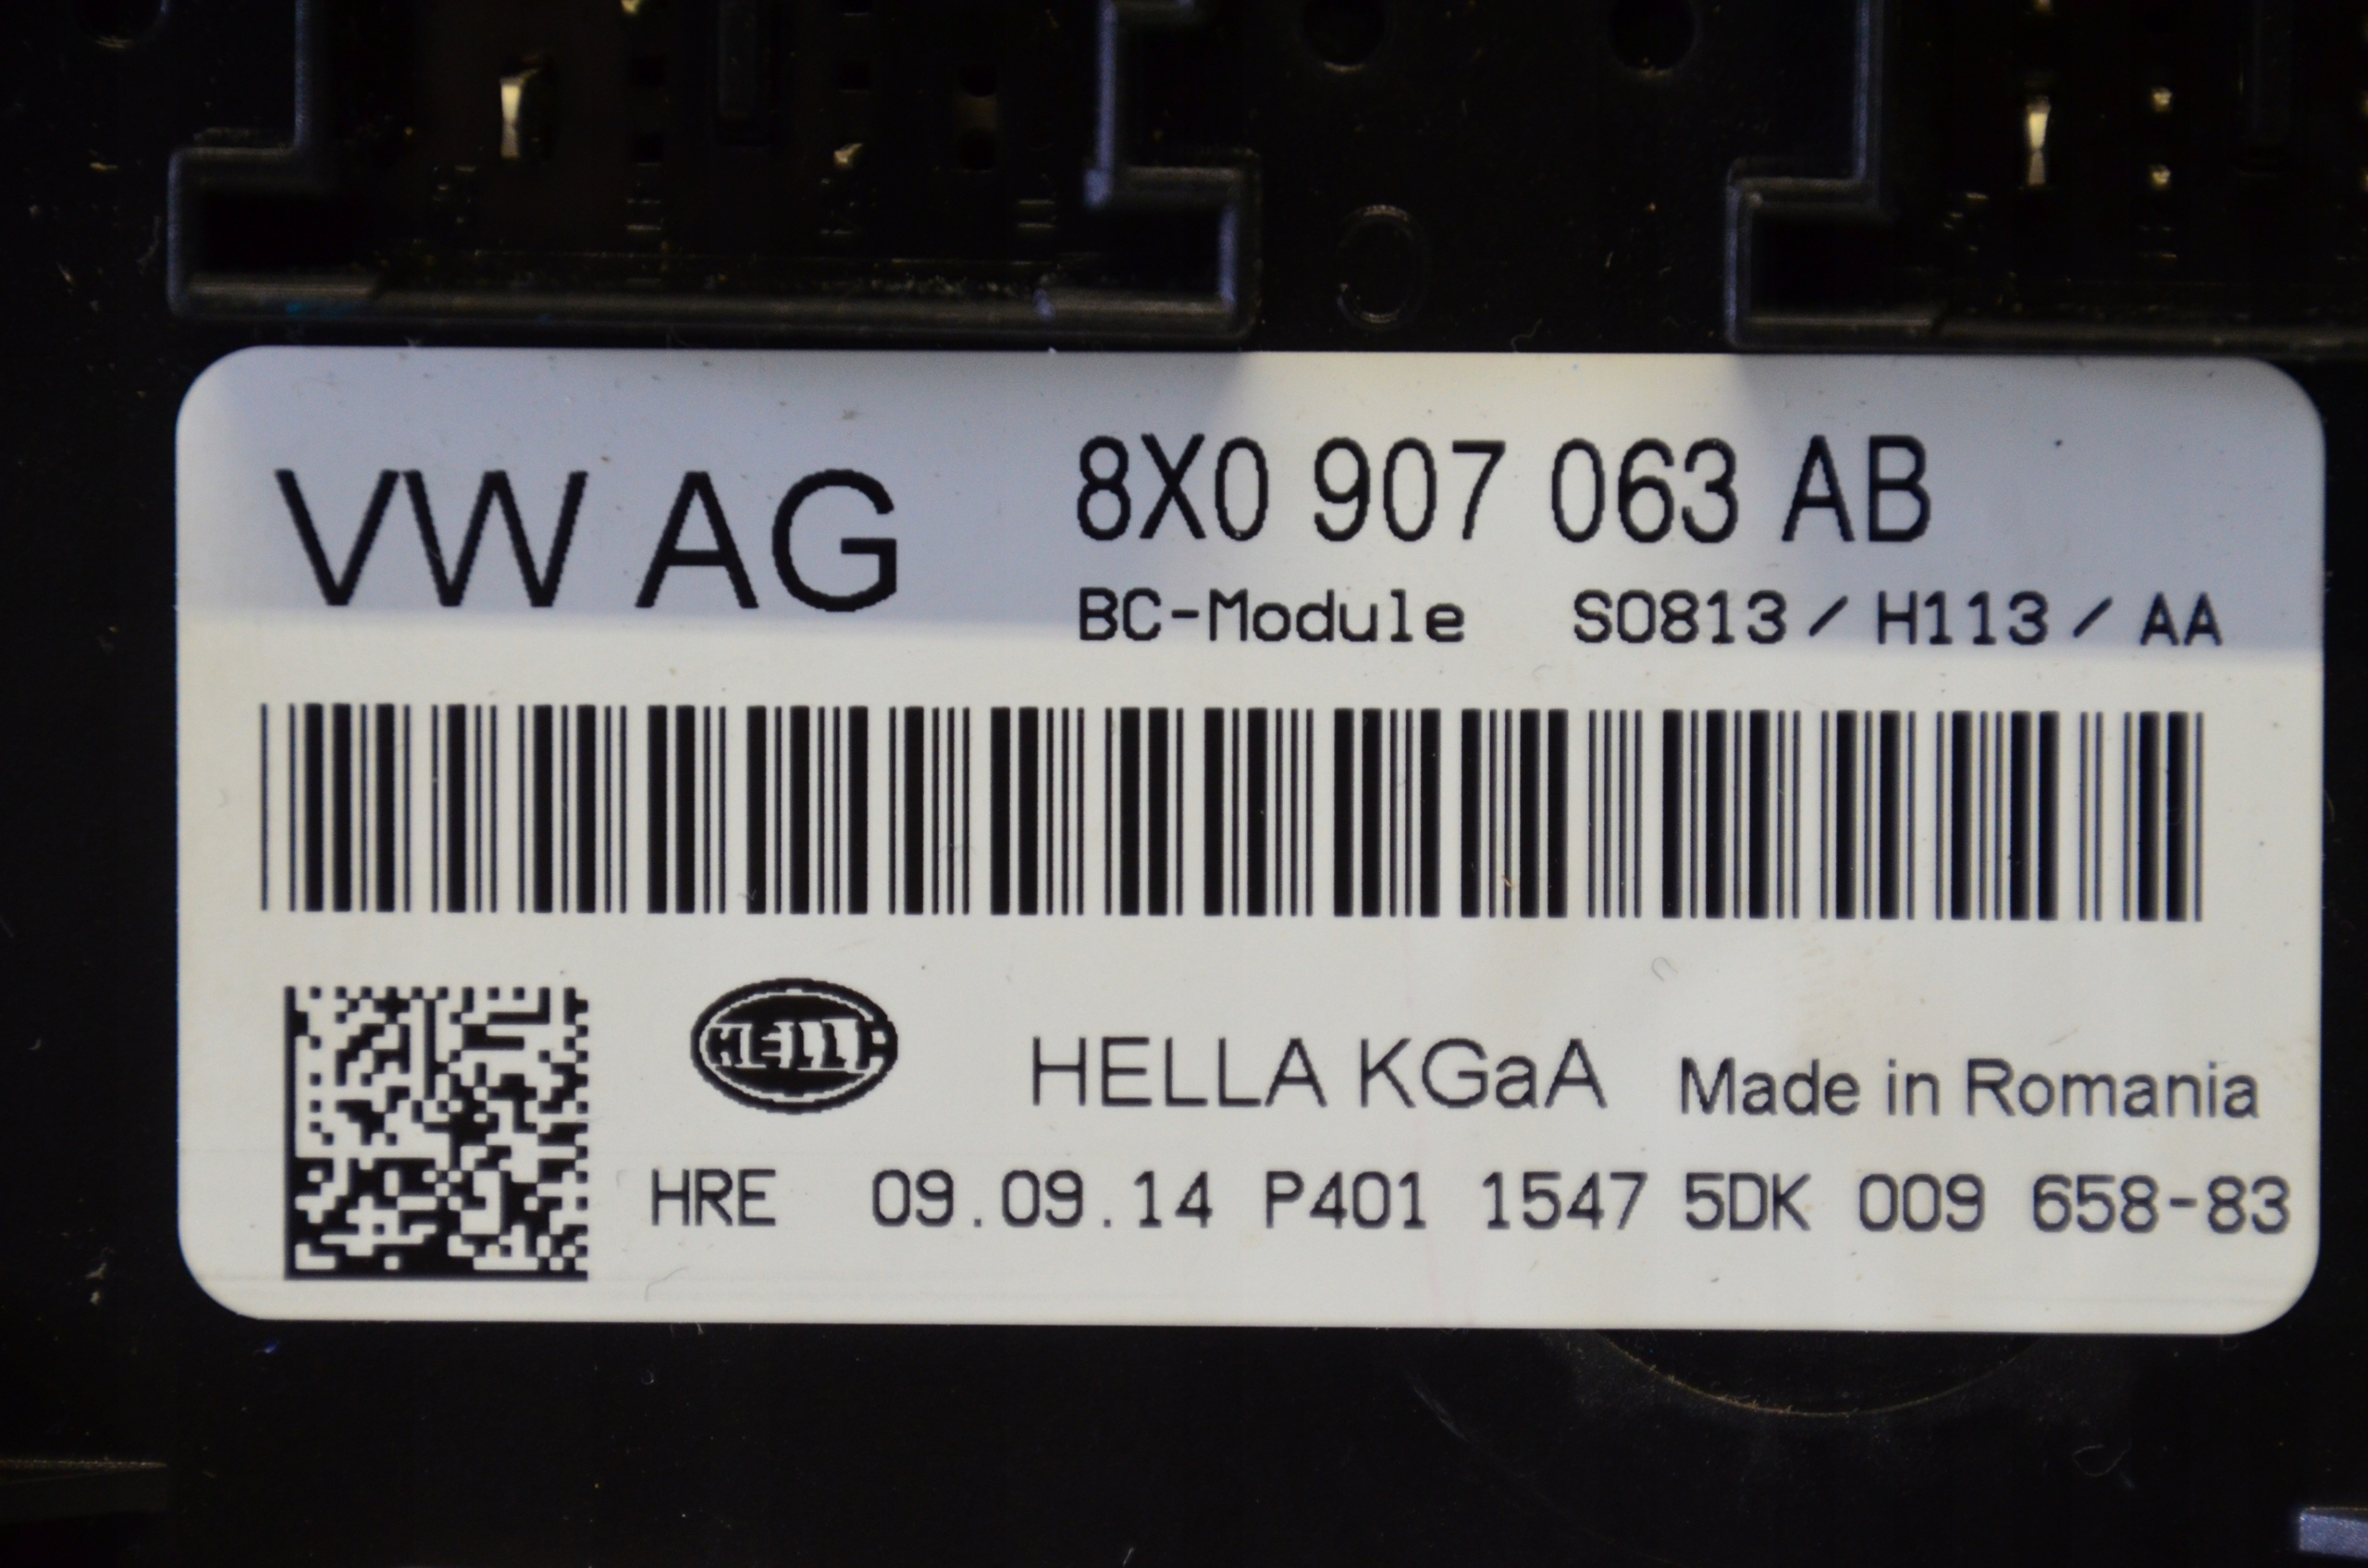 VW AG 8X0 907 063 AB
BC-Module S0813 / H113 / AA
HELLA HELLA KGaA Made in Romania
HRE 09.09.14 P401 1547 5DK 009 658-83